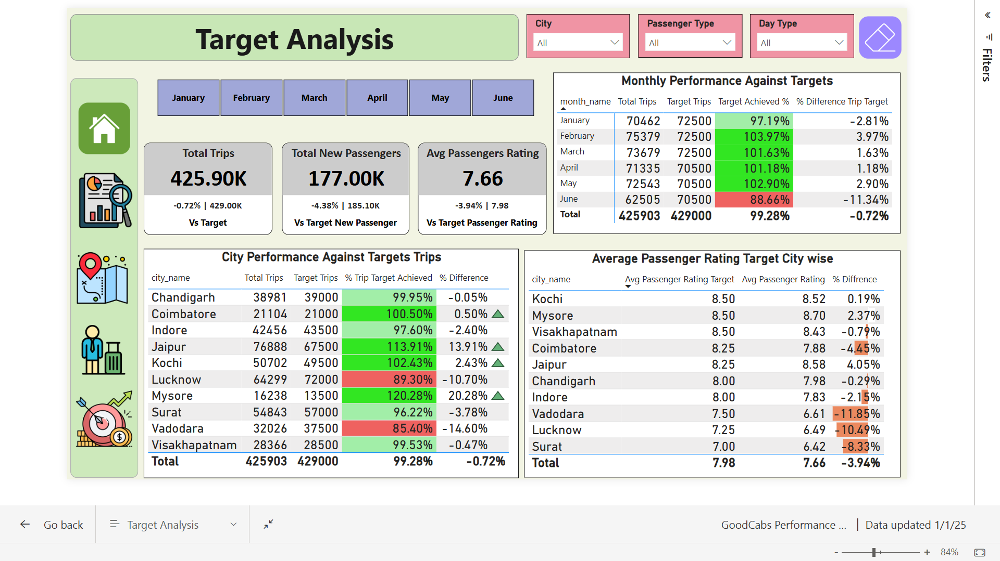 Target Analysis
City
All
Passenger Type
All
Day Type
All
Filters
January February March April May June
Total Trips
425.90K
-0.72% | 429.00K
Vs Target
Total New Passengers
177.00K
-4.38% | 185.10K
Vs Target New Passenger
Avg Passengers Rating
7.66
-3.94% | 7.98
Vs Target Passenger Rating
Monthly Performance Against Targets
month_name Total Trips Target Trips Target Achieved % % Difference Trip Target
January 70462 72500 97.19% -2.81%
February 75379 72500 103.97% 3.97%
March 73679 72500 101.63% 1.63%
April 71335 70500 101.18% 1.18%
May 72543 70500 102.90% 2.90%
June 62505 70500 88.66% -11.34%
Total 425903 429000 99.28% -0.72%
City Performance Against Targets Trips
city_name Total Trips Target Trips % Trip Target Achieved % Difference
Chandigarh 38981 39000 99.95% -0.05%
Coimbatore 21104 21000 100.50% 0.50%
Indore 42456 43500 97.60% -2.40%
Jaipur 76888 67500 113.91% 13.91%
Kochi 50702 49500 102.43% 2.43%
Lucknow 64299 72000 89.30% -10.70%
Mysore 16238 13500 120.28% 20.28%
Surat 54843 57000 96.22% -3.78%
Vadodara 32026 37500 85.40% -14.60%
Visakhapatnam 28366 28500 99.53% -0.47%
Total 425903 429000 99.28% -0.72%
Average Passenger Rating Target City wise
city_name Avg Passenger Rating Target Avg Passenger Rating % Diffrence
Kochi 8.50 8.52 0.19%
Mysore 8.50 8.70 2.37%
Visakhapatnam 8.50 8.43 -0.79%
Coimbatore 8.25 7.88 -4.45%
Jaipur 8.25 8.58 4.05%
Chandigarh 8.00 7.98 -0.29%
Indore 8.00 7.83 -2.15%
Vadodara 7.50 6.61 -11.85%
Lucknow 7.25 6.49 -10.49%
Surat 7.00 6.42 -8.33%
Total 7.98 7.66 -3.94%
Go back
Target Analysis
GoodCabs Performance ... | Data updated 1/1/25
- + 84%